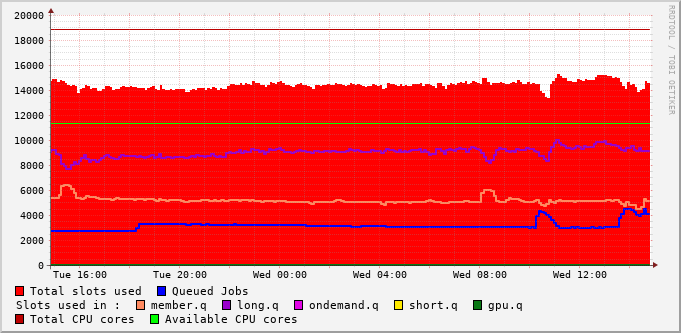 20000
18000
16000
14000
12000
10000
8000
6000
4000
2000
0
Tue 16:00 Tue 20:00 Wed 00:00 Wed 04:00 Wed 08:00 Wed 12:00
RRDTOOL / TOBI OETIKER
Total slots used Queued Jobs
Slots used in : member.q long.q ondemand.q short.q gpu.q
Total CPU cores Available CPU cores